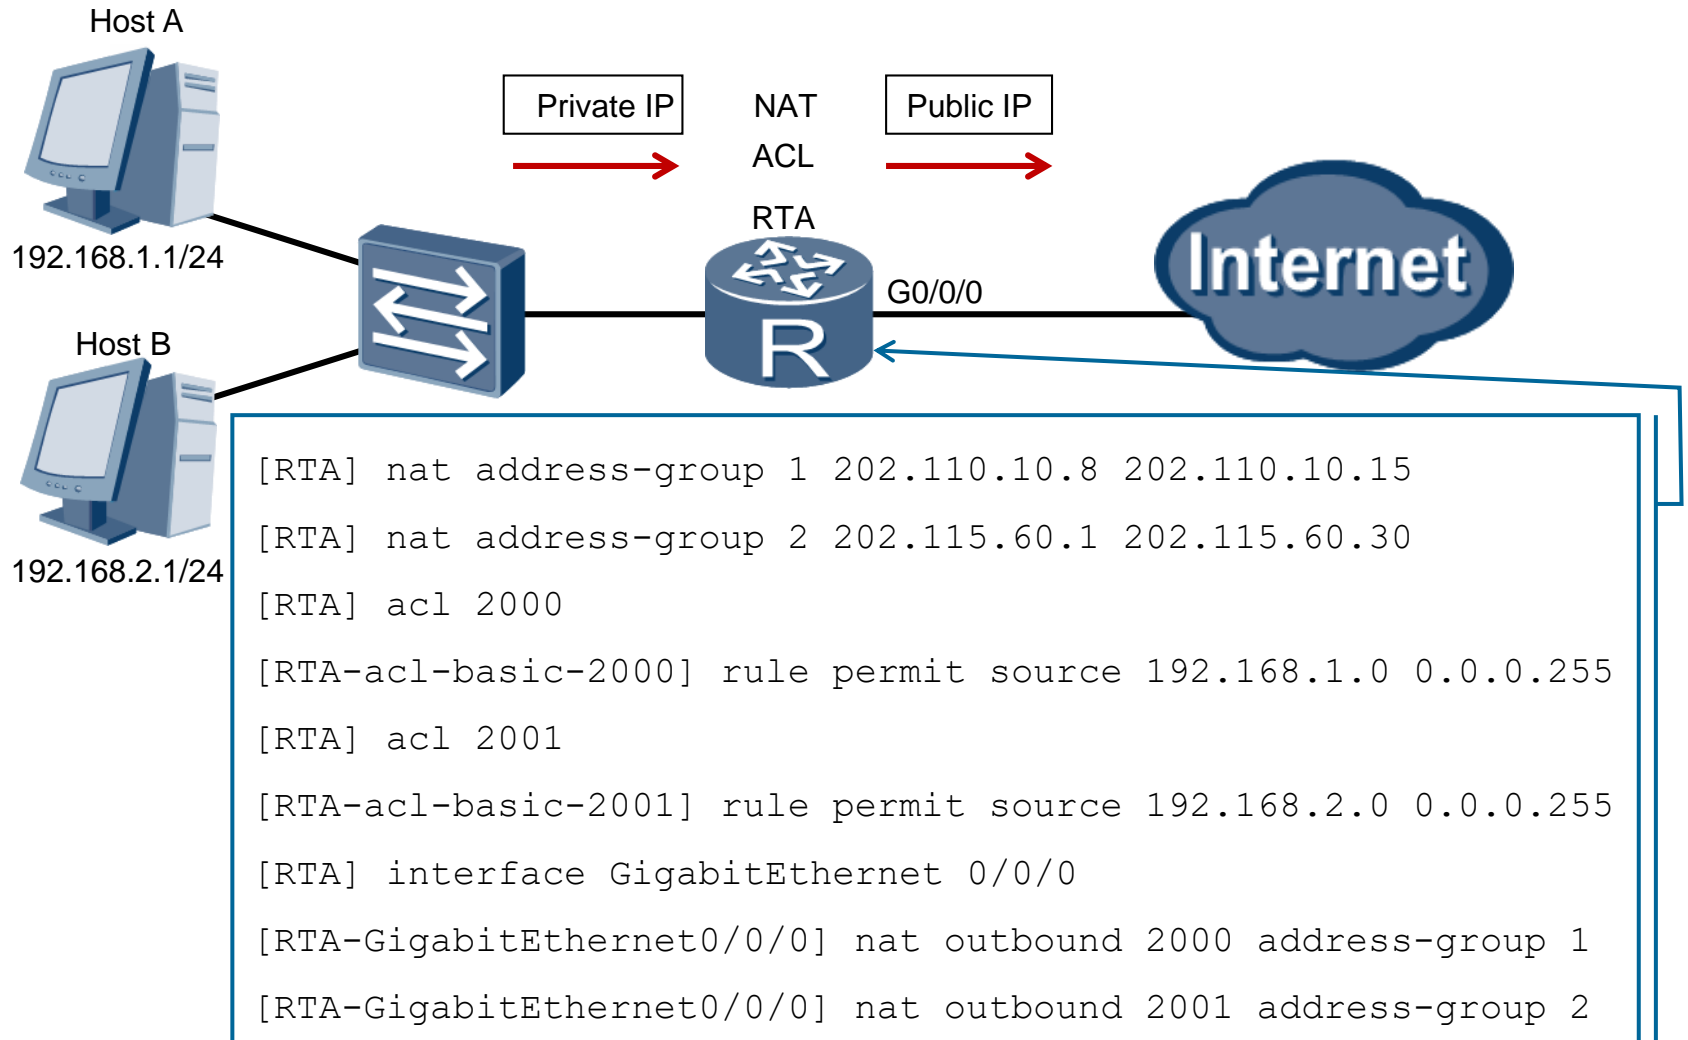 Host A
Private IP
NAT
Public IP
ACL
RTA
192.168.1.1/24
Internet
G0/0/0
R
Host B
192.168.2.1/24
[RTA] nat address-group 1 202.110.10.8 202.110.10.15
[RTA] nat address-group 2 202.115.60.1 202.115.60.30
[RTA] acl 2000
[RTA-acl-basic-2000] rule permit source 192.168.1.0 0.0.0.255
[RTA] acl 2001
[RTA-acl-basic-2001] rule permit source 192.168.2.0 0.0.0.255
[RTA] interface GigabitEthernet 0/0/0
[RTA-GigabitEthernet0/0/0] nat outbound 2000 address-group 1
[RTA-GigabitEthernet0/0/0] nat outbound 2001 address-group 2